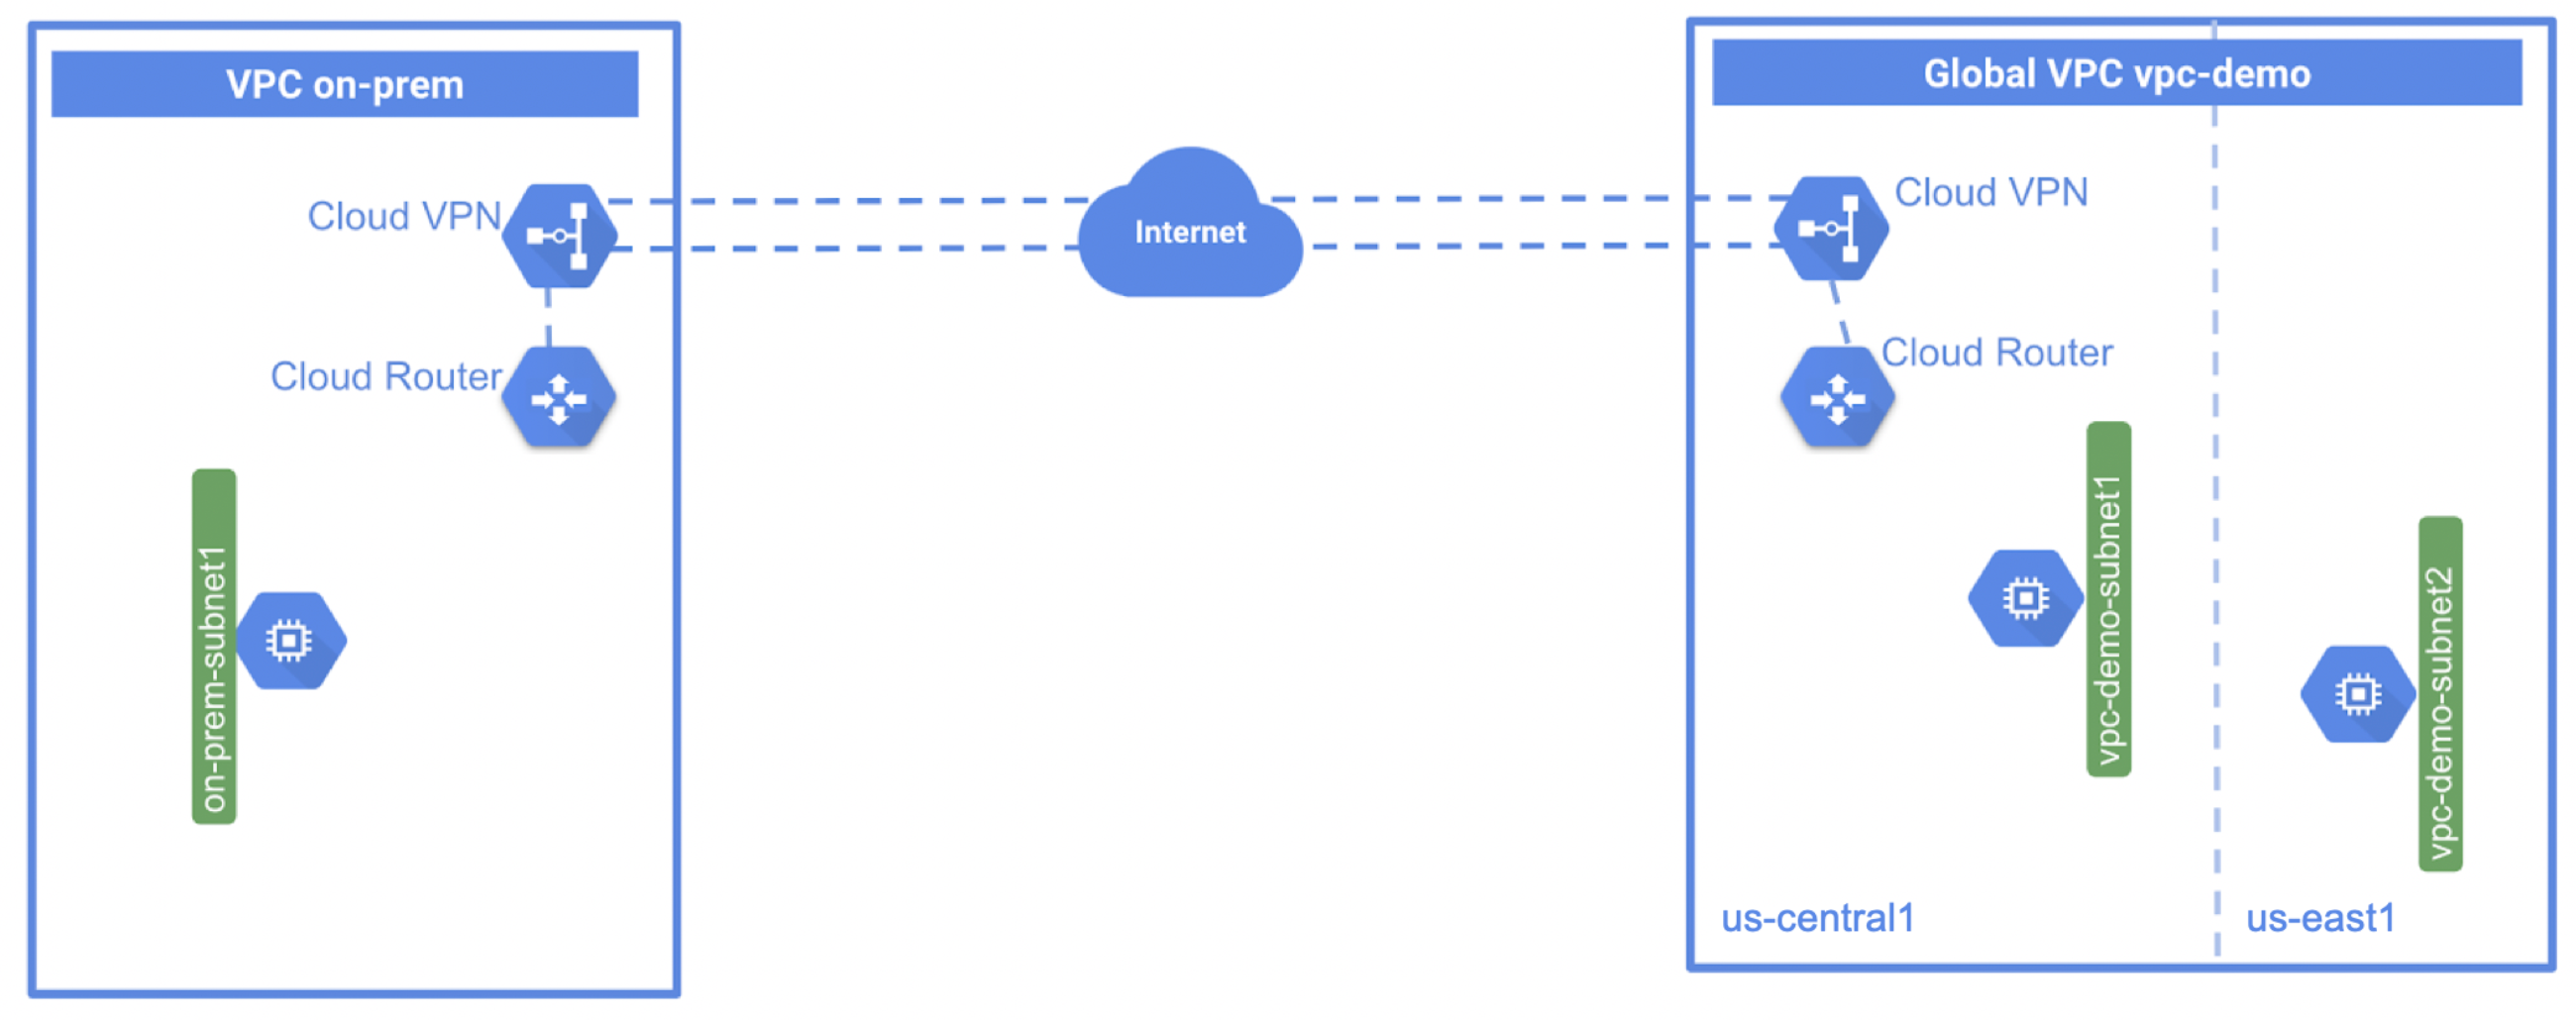 VPC on-prem
Cloud VPN
Cloud Router
on-prem-subnet1
Internet
Global VPC vpc-demo
Cloud VPN
Cloud Router
vpc-demo-subnet1
vpc-demo-subnet2
us-central1
us-east1